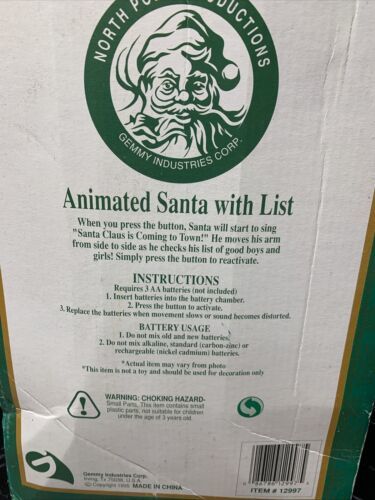 NORTH PRODUCTIONS
GEMMY INDUSTRIES CORP.
Animated Santa with List
When you press the button, Santa will start to sing
"Santa Claus is Coming to Town!" He moves his arm
from side to side as he checks his list of good boys and
girls! Simply press the button to reactivate.
INSTRUCTIONS
Requires 3 AA batteries (not included)
1. Insert batteries into the battery chamber.
2. Press the button to activate.
3. Replace the batteries when movement slows or sound becomes distorted.
BATTERY USAGE
1. Do not mix old and new batteries.
2. Do not mix alkaline, standard (carbon-zinc) or
rechargeable (nickel cadmium) batteries.
*Actual item may vary from photo
*This item is not a toy and should be used for decoration only
WARNING: CHOKING HAZARD-
Small Parts, This item contains small
plastic parts, not suitable for children
under the age of 3 years old.
Gemmy Industries Corp.
Irving, Tx 75038, U.S.A.
© Copyright MADE IN CHINA
ITEM # 12997